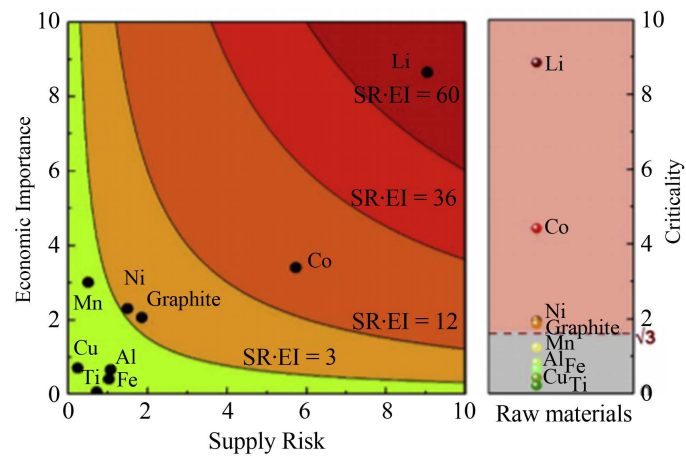 10
8
6
4
2
0
Economic Importance
0
2
4
6
8
10
Supply Risk
Li
SR·EI = 60
SR·EI = 36
Co
SR·EI = 12
SR·EI = 3
Ni
Graphite
Mn
Cu
Al
Ti
Fe
10
8
6
4
2
0
Criticality
√3
Li
Co
Ni
Graphite
Mn
Al Fe
Cu Ti
Raw materials